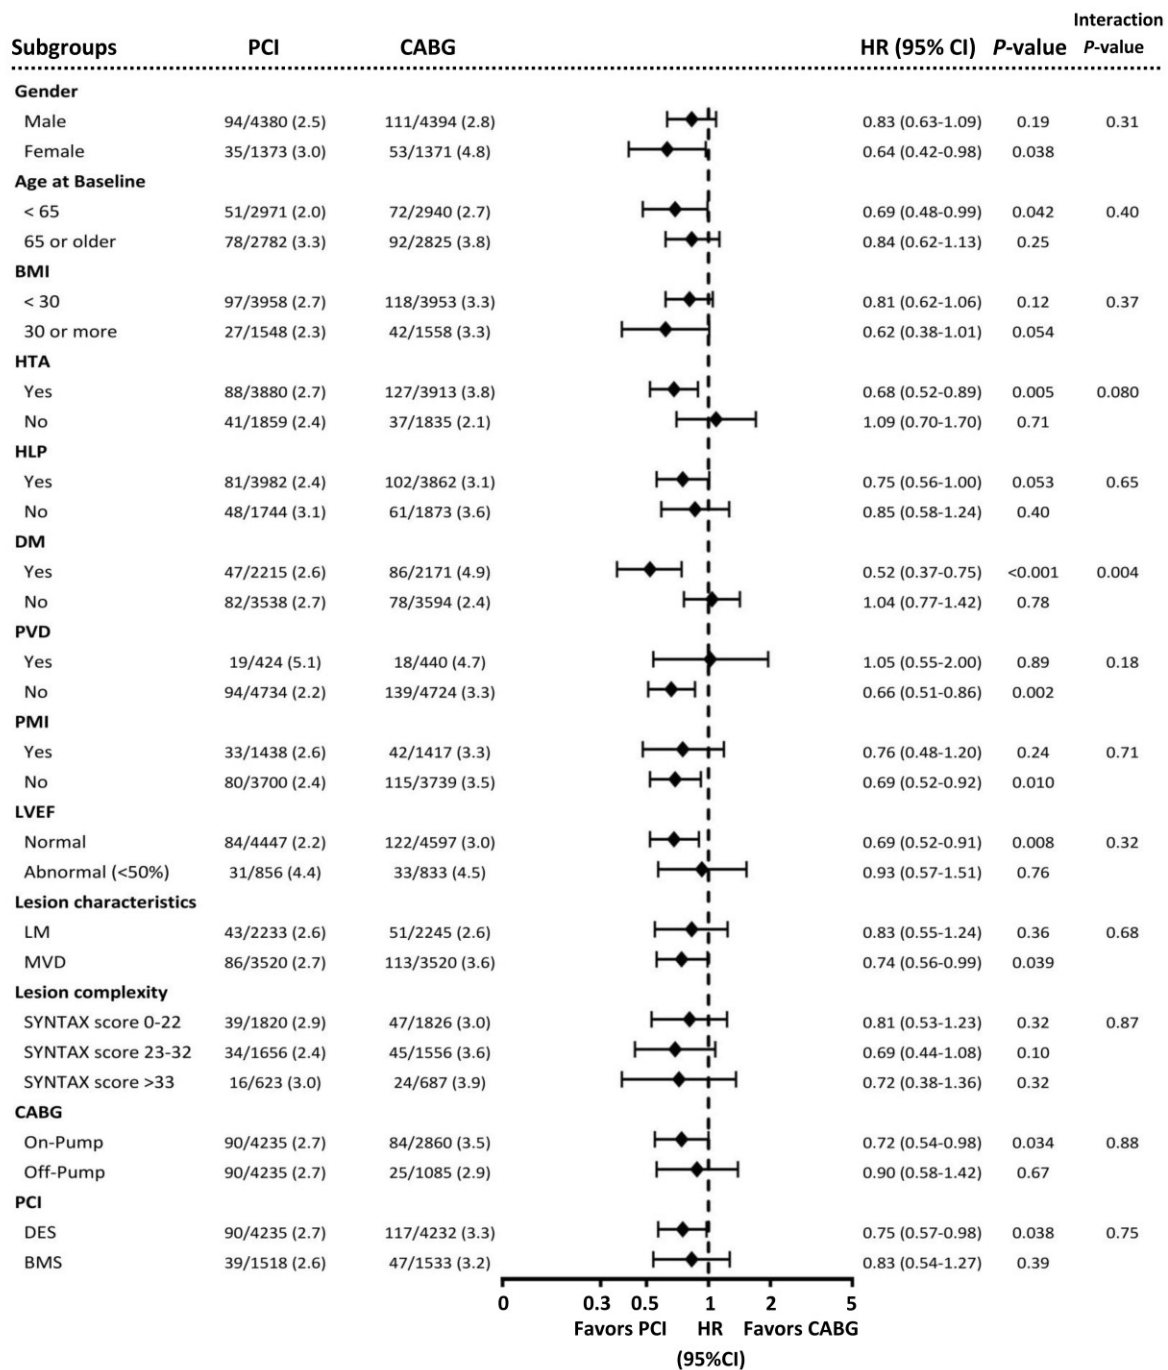 Interaction
Subgroups PCI CABG HR (95% CI) P-value P-value
Gender
Male 94/4380 (2.5) 111/4394 (2.8) 0.83 (0.63-1.09) 0.19 0.31
Female 35/1373 (3.0) 53/1371 (4.8) 0.64 (0.42-0.98) 0.038
Age at Baseline
< 65 51/2971 (2.0) 72/2940 (2.7) 0.69 (0.48-0.99) 0.042 0.40
65 or older 78/2782 (3.3) 92/2825 (3.8) 0.84 (0.62-1.13) 0.25
BMI
< 30 97/3958 (2.7) 118/3953 (3.3) 0.81 (0.62-1.06) 0.12 0.37
30 or more 27/1548 (2.3) 42/1558 (3.3) 0.62 (0.38-1.01) 0.054
HTA
Yes 88/3880 (2.7) 127/3913 (3.8) 0.68 (0.52-0.89) 0.005 0.080
No 41/1859 (2.4) 37/1835 (2.1) 1.09 (0.70-1.70) 0.71
HLP
Yes 81/3982 (2.4) 102/3862 (3.1) 0.75 (0.56-1.00) 0.053 0.65
No 48/1744 (3.1) 61/1873 (3.6) 0.85 (0.58-1.24) 0.40
DM
Yes 47/2215 (2.6) 86/2171 (4.9) 0.52 (0.37-0.75) <0.001 0.004
No 82/3538 (2.7) 78/3594 (2.4) 1.04 (0.77-1.42) 0.78
PVD
Yes 19/424 (5.1) 18/440 (4.7) 1.05 (0.55-2.00) 0.89 0.18
No 94/4734 (2.2) 139/4724 (3.3) 0.66 (0.51-0.86) 0.002
PMI
Yes 33/1438 (2.6) 42/1417 (3.3) 0.76 (0.48-1.20) 0.24 0.71
No 80/3700 (2.4) 115/3739 (3.5) 0.69 (0.52-0.92) 0.010
LVEF
Normal 84/4447 (2.2) 122/4597 (3.0) 0.69 (0.52-0.91) 0.008 0.32
Abnormal (<50%) 31/856 (4.4) 33/833 (4.5) 0.93 (0.57-1.51) 0.76
Lesion characteristics
LM 43/2233 (2.6) 51/2245 (2.6) 0.83 (0.55-1.24) 0.36 0.68
MVD 86/3520 (2.7) 113/3520 (3.6) 0.74 (0.56-0.99) 0.039
Lesion complexity
SYNTAX score 0-22 39/1820 (2.9) 47/1826 (3.0) 0.81 (0.53-1.23) 0.32 0.87
SYNTAX score 23-32 34/1656 (2.4) 45/1556 (3.6) 0.69 (0.44-1.08) 0.10
SYNTAX score >33 16/623 (3.0) 24/687 (3.9) 0.72 (0.38-1.36) 0.32
CABG
On-Pump 90/4235 (2.7) 84/2860 (3.5) 0.72 (0.54-0.98) 0.034 0.88
Off-Pump 90/4235 (2.7) 25/1085 (2.9) 0.90 (0.58-1.42) 0.67
PCI
DES 90/4235 (2.7) 117/4232 (3.3) 0.75 (0.57-0.98) 0.038 0.75
BMS 39/1518 (2.6) 47/1533 (3.2) 0.83 (0.54-1.27) 0.39
0 0.3 0.5 1 2 5
Favors PCI HR Favors CABG
(95%CI)